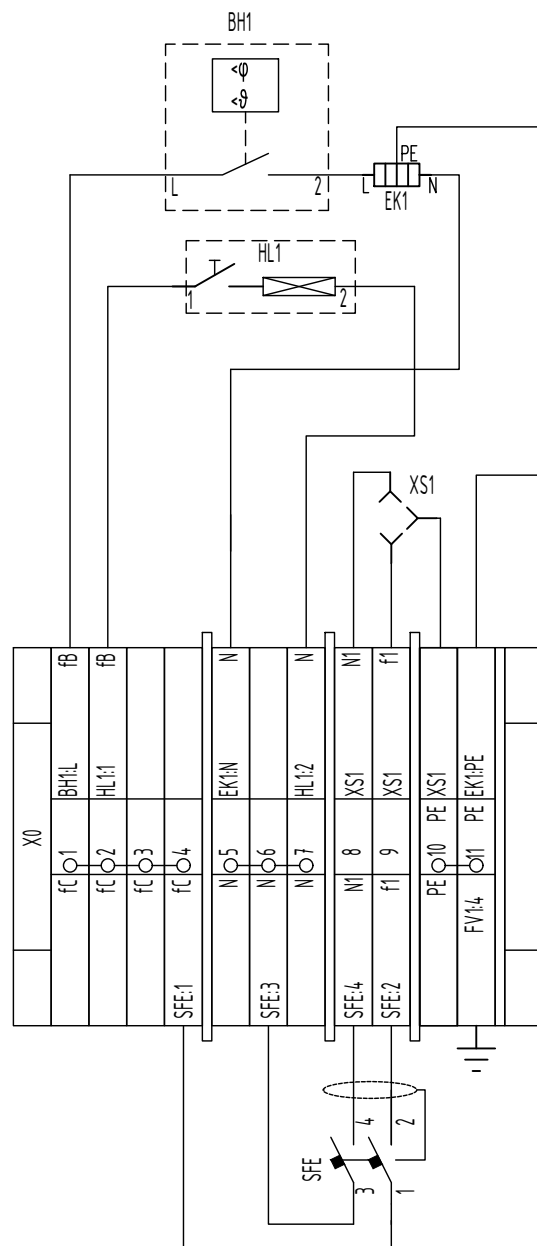 BH1
<φ
<ϑ
L
2
L
PE
N
EK1
HL1
1
2
XS1
X0
fB
BH1:L
1
fC
fB
HL1:1
2
fC
3
fC
4
fC
SFE:1
N
EK1:N
5
N
6
N
SFE:3
N
HL1:2
7
N
N1
XS1
8
N1
SFE:4
f1
XS1
9
f1
SFE:2
XS1
PE
10
PE
EK1:PE
PE
11
FV1:4
SFE
4
2
3
1